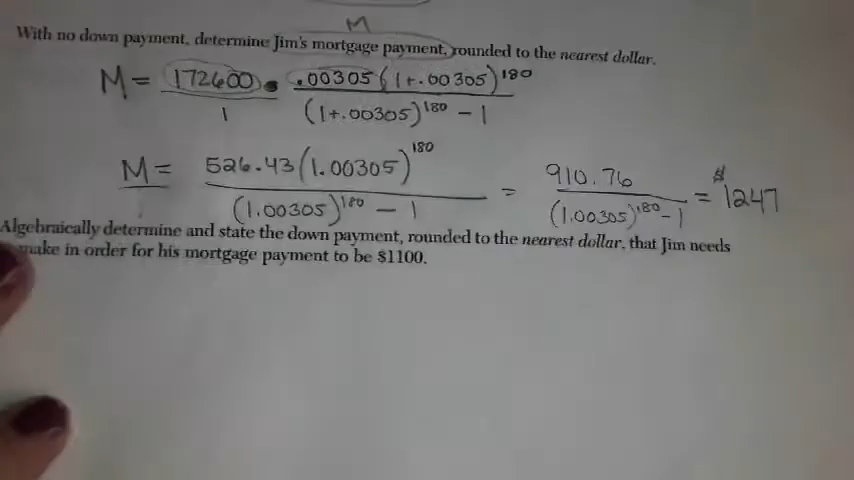 M
With no down payment, determine Jim's mortgage payment, rounded to the nearest dollar.
M = 172600 • .00305(1+.00305)^180
1 (1+.00305)^180 - 1
M = 526.43(1.00305)^180 = 910.76 = $1247
(1.00305)^180 - 1 (1.00305)^180 - 1
Algebraically determine and state the down payment, rounded to the nearest dollar, that Jim needs
make in order for his mortgage payment to be $1100.